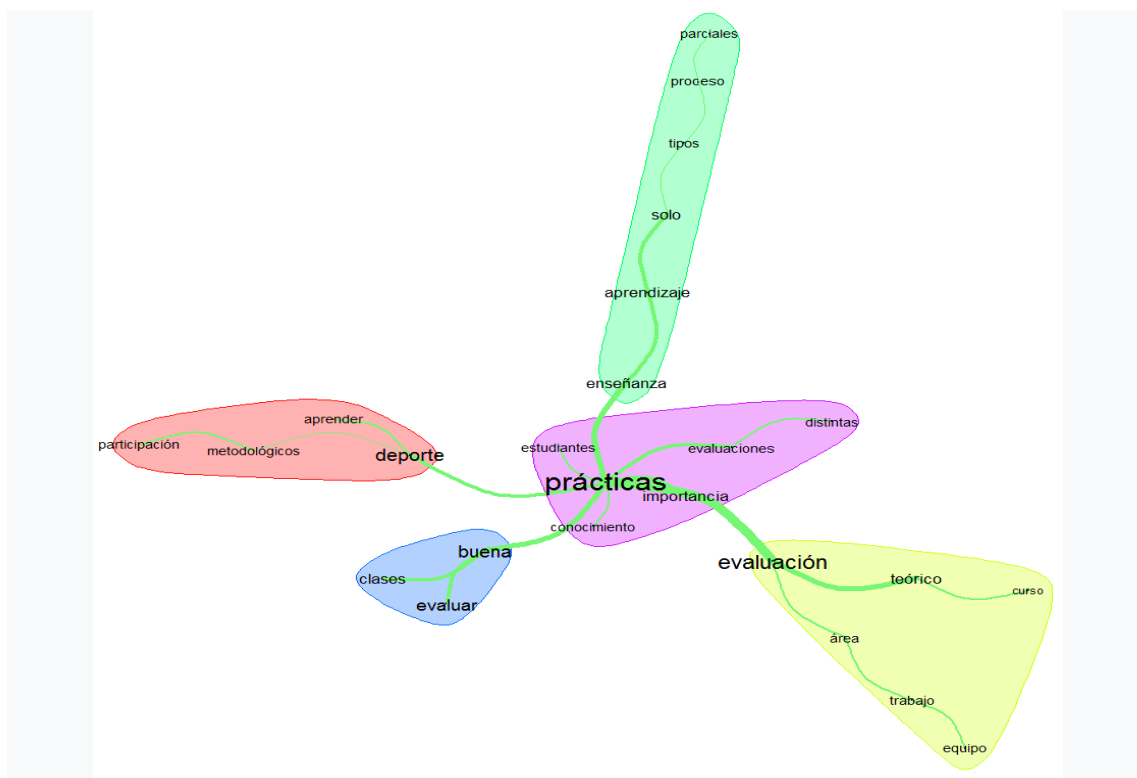 parciales
proceso
tipos
solo
aprendizaje
enseñanza
aprender
distintas
participación
metodológicos
deporte
estudiantes
evaluaciones
prácticas
importancia
conocimiento
buena
evaluación
clases
teórico
curso
evaluar
área
trabajo
equipo